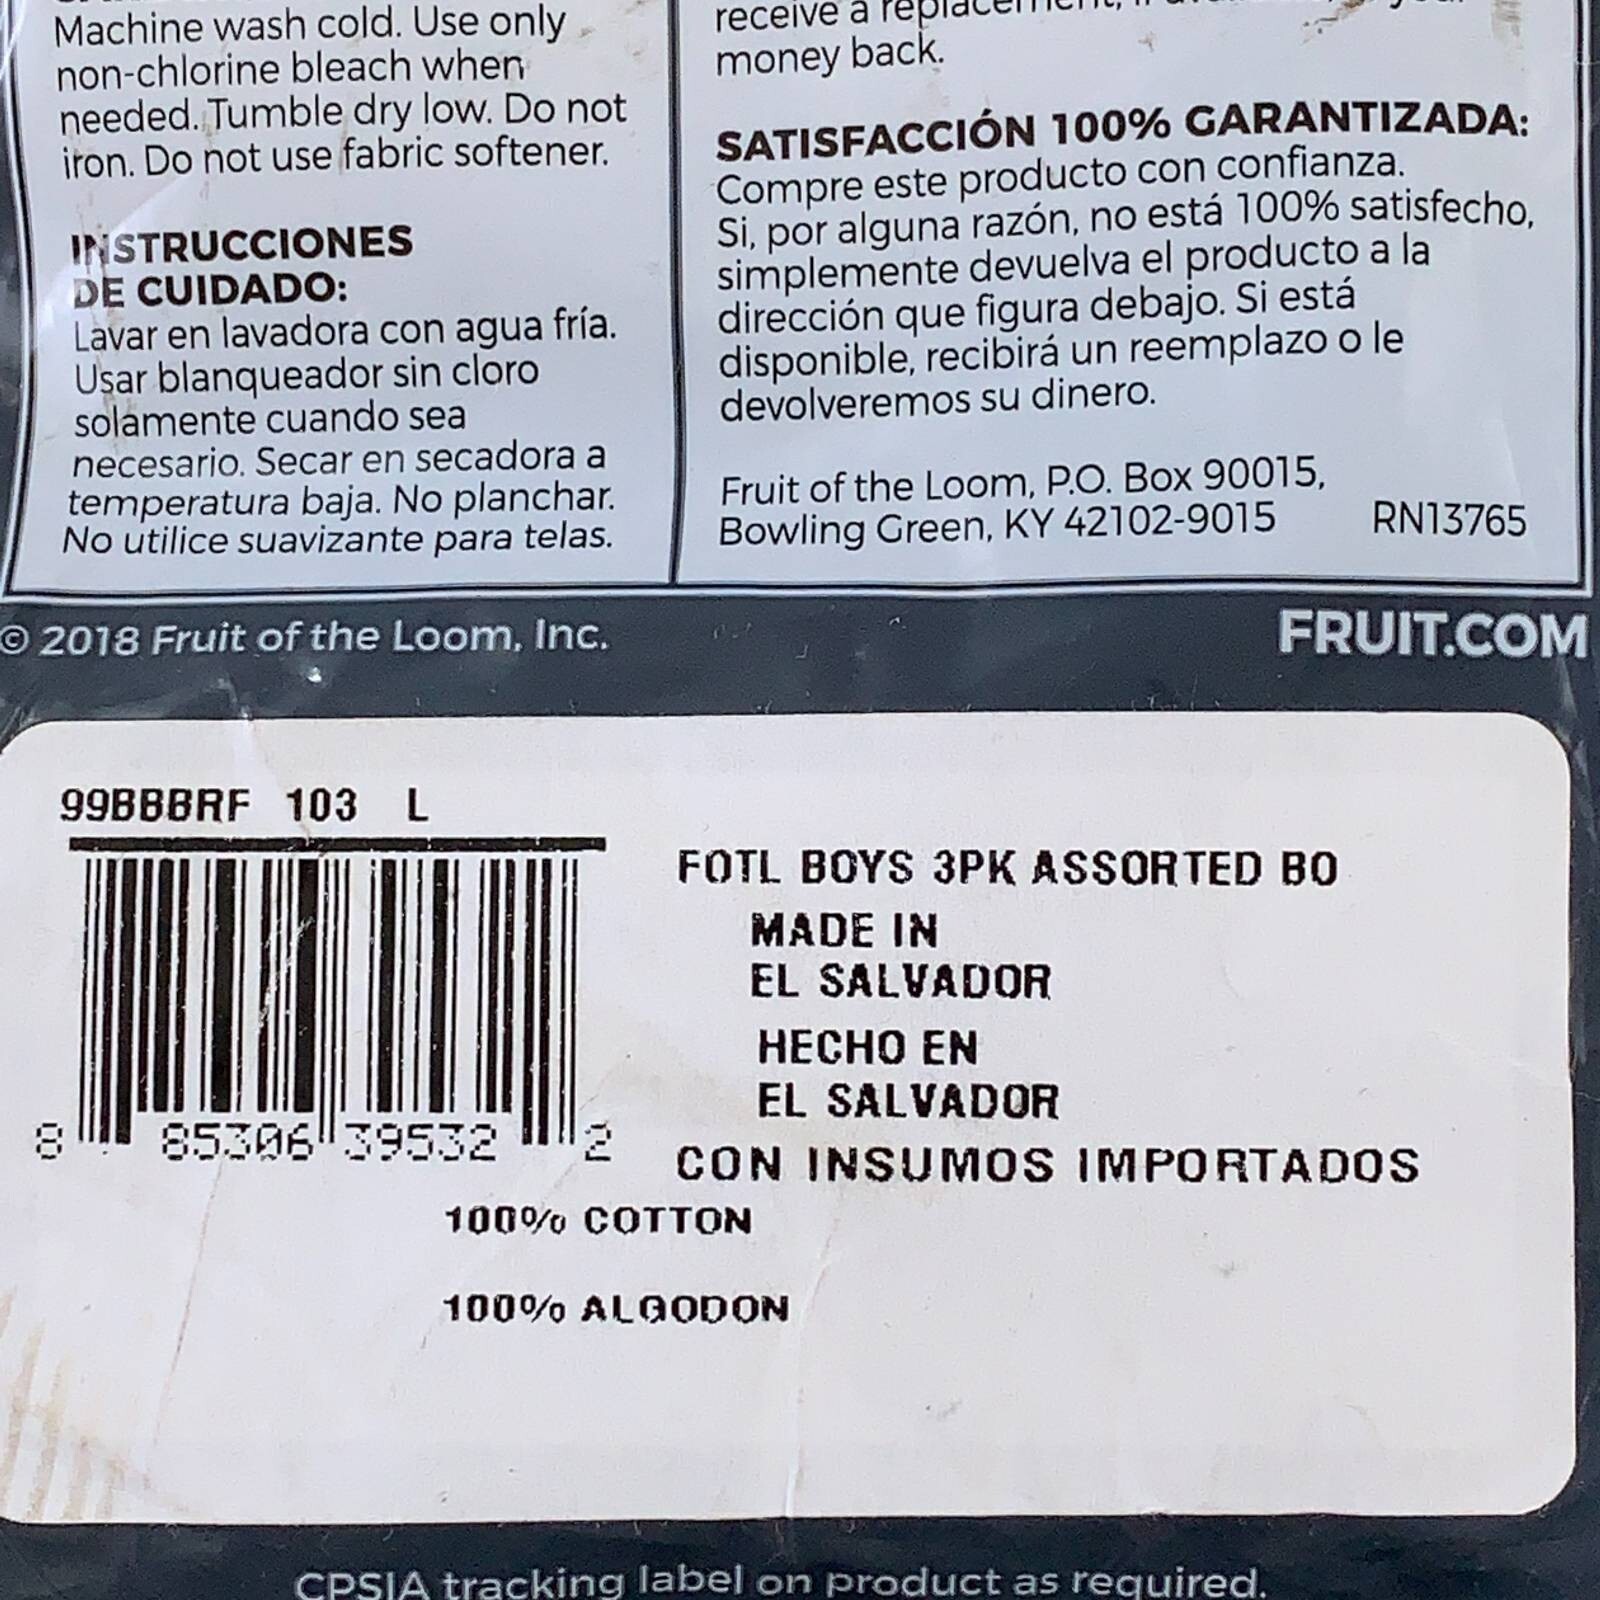 Machine wash cold. Use only
non-chlorine bleach when
needed. Tumble dry low. Do not
iron. Do not use fabric softener.
INSTRUCCIONES
DE CUIDADO:
Lavar en lavadora con agua fría.
Usar blanqueador sin cloro
solamente cuando sea
necesario. Secar en secadora a
temperatura baja. No planchar.
No utilice suavizante para telas.
receive a replacement, if
money back.
SATISFACCIÓN 100% GARANTIZADA:
Compre este producto con confianza.
Si, por alguna razón, no está 100% satisfecho,
simplemente devuelva el producto a la
dirección que figura debajo. Si está
disponible, recibirá un reemplazo o le
devolveremos su dinero.
Fruit of the Loom, P.O. Box 90015,
Bowling Green, KY 42102-9015 RN13765
© 2018 Fruit of the Loom, Inc. FRUIT.COM
99BBBRF 103 L
8 85306 39532 2
FOTL BOYS 3PK ASSORTED BO
MADE IN
EL SALVADOR
HECHO EN
EL SALVADOR
CON INSUMOS IMPORTADOS
100% COTTON
100% ALGODON
CPSIA tracking label on product as required.